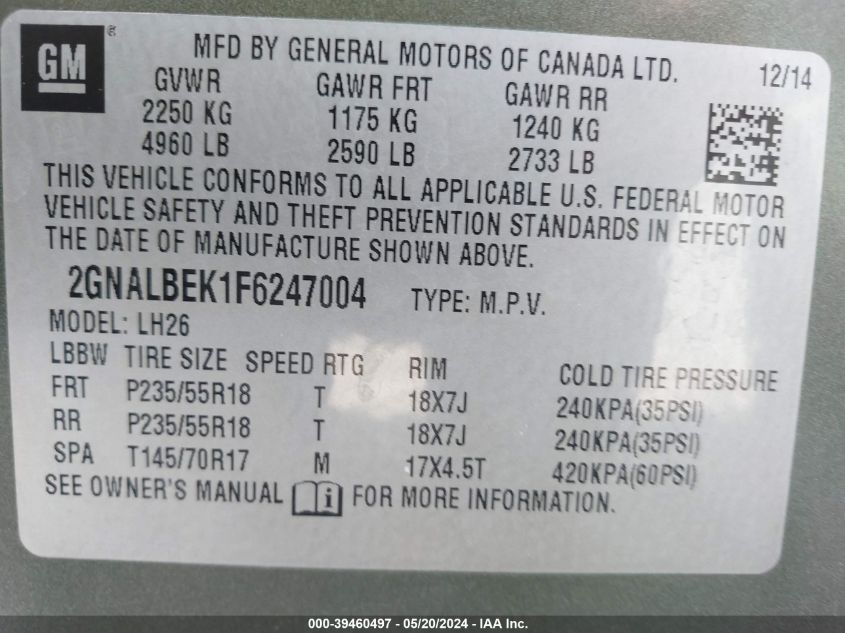 GM ® MFD BY GENERAL MOTORS OF CANADA LTD. 12/14
GVWR GAWR FRT GAWR RR
2250 KG 1175 KG 1240 KG
4960 LB 2590 LB 2733 LB
THIS VEHICLE CONFORMS TO ALL APPLICABLE U.S. FEDERAL MOTOR
VEHICLE SAFETY AND THEFT PREVENTION STANDARDS IN EFFECT ON
THE DATE OF MANUFACTURE SHOWN ABOVE.
2GNALBEK1F6247004 TYPE: M.P.V.
MODEL: LH26
LBBW TIRE SIZE SPEED RTG RIM COLD TIRE PRESSURE
FRT P235/55R18 T 18X7J 240KPA(35PSI)
RR P235/55R18 T 18X7J 240KPA(35PSI)
SPA T145/70R17 M 17X4.5T 420KPA(60PSI)
SEE OWNER'S MANUAL i FOR MORE INFORMATION.
000-39460497 - 05/20/2024 - IAA Inc.